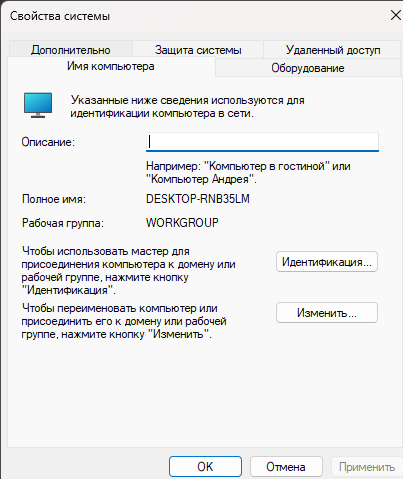 Свойства системы
Дополнительно
Защита системы
Удаленный доступ
Имя компьютера
Оборудование
Указанные ниже сведения используются для
идентификации компьютера в сети.
Описание:
Например: "Компьютер в гостиной" или
"Компьютер Андрея".
Полное имя:
DESKTOP-RNB35LM
Рабочая группа:
WORKGROUP
Чтобы использовать мастер для
присоединения компьютера к домену или
рабочей группе, нажмите кнопку
"Идентификация".
Идентификация...
Чтобы переименовать компьютер или
присоединить его к домену или рабочей
группе, нажмите кнопку "Изменить".
Изменить...
ОК
Отмена
Применить